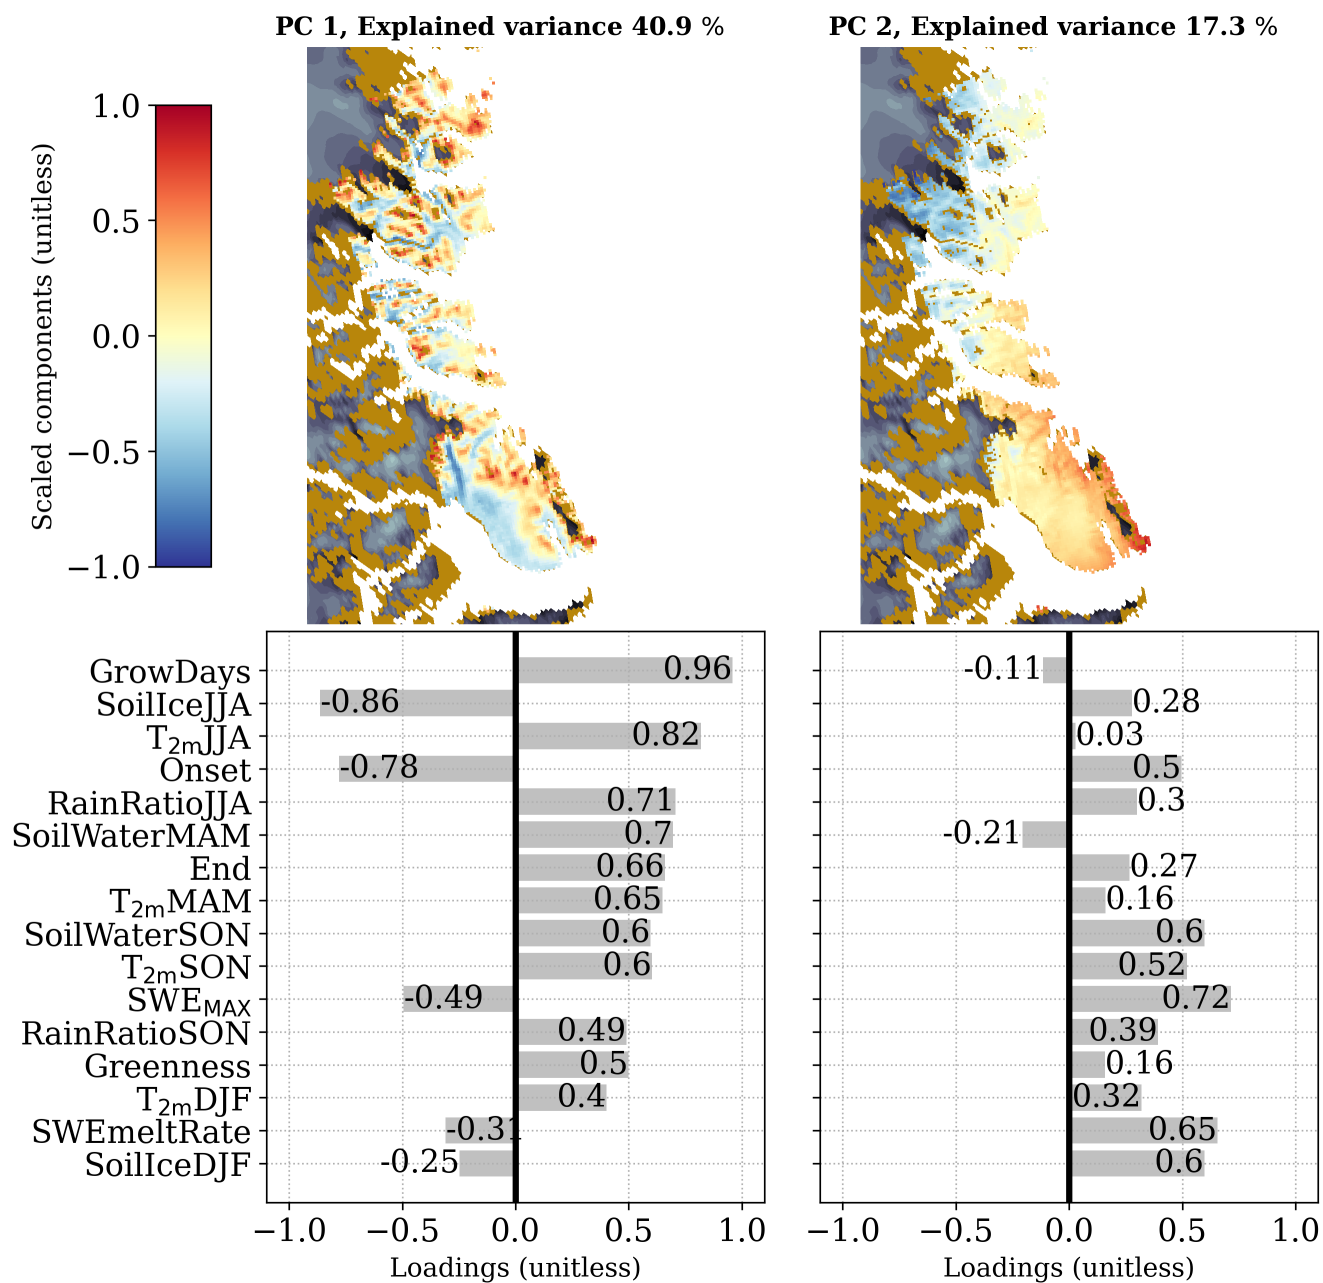 PC 1, Explained variance 40.9 %
PC 2, Explained variance 17.3 %
Scaled components (unitless)
1.0
0.5
0.0
−0.5
−1.0
GrowDays 0.96 -0.11
SoilIceJJA -0.86 0.28
T2mJJA 0.82 0.03
Onset -0.78 0.5
RainRatioJJA 0.71 0.3
SoilWaterMAM 0.7 -0.21
End 0.66 0.27
T2mMAM 0.65 0.16
SoilWaterSON 0.6 0.6
T2mSON 0.6 0.52
SWEMAX -0.49 0.72
RainRatioSON 0.49 0.39
Greenness 0.5 0.16
T2mDJF 0.4 0.32
SWEmeltRate -0.31 0.65
SoilIceDJF -0.25 0.6
−1.0 −0.5 0.0 0.5 1.0
−1.0 −0.5 0.0 0.5 1.0
Loadings (unitless)
Loadings (unitless)